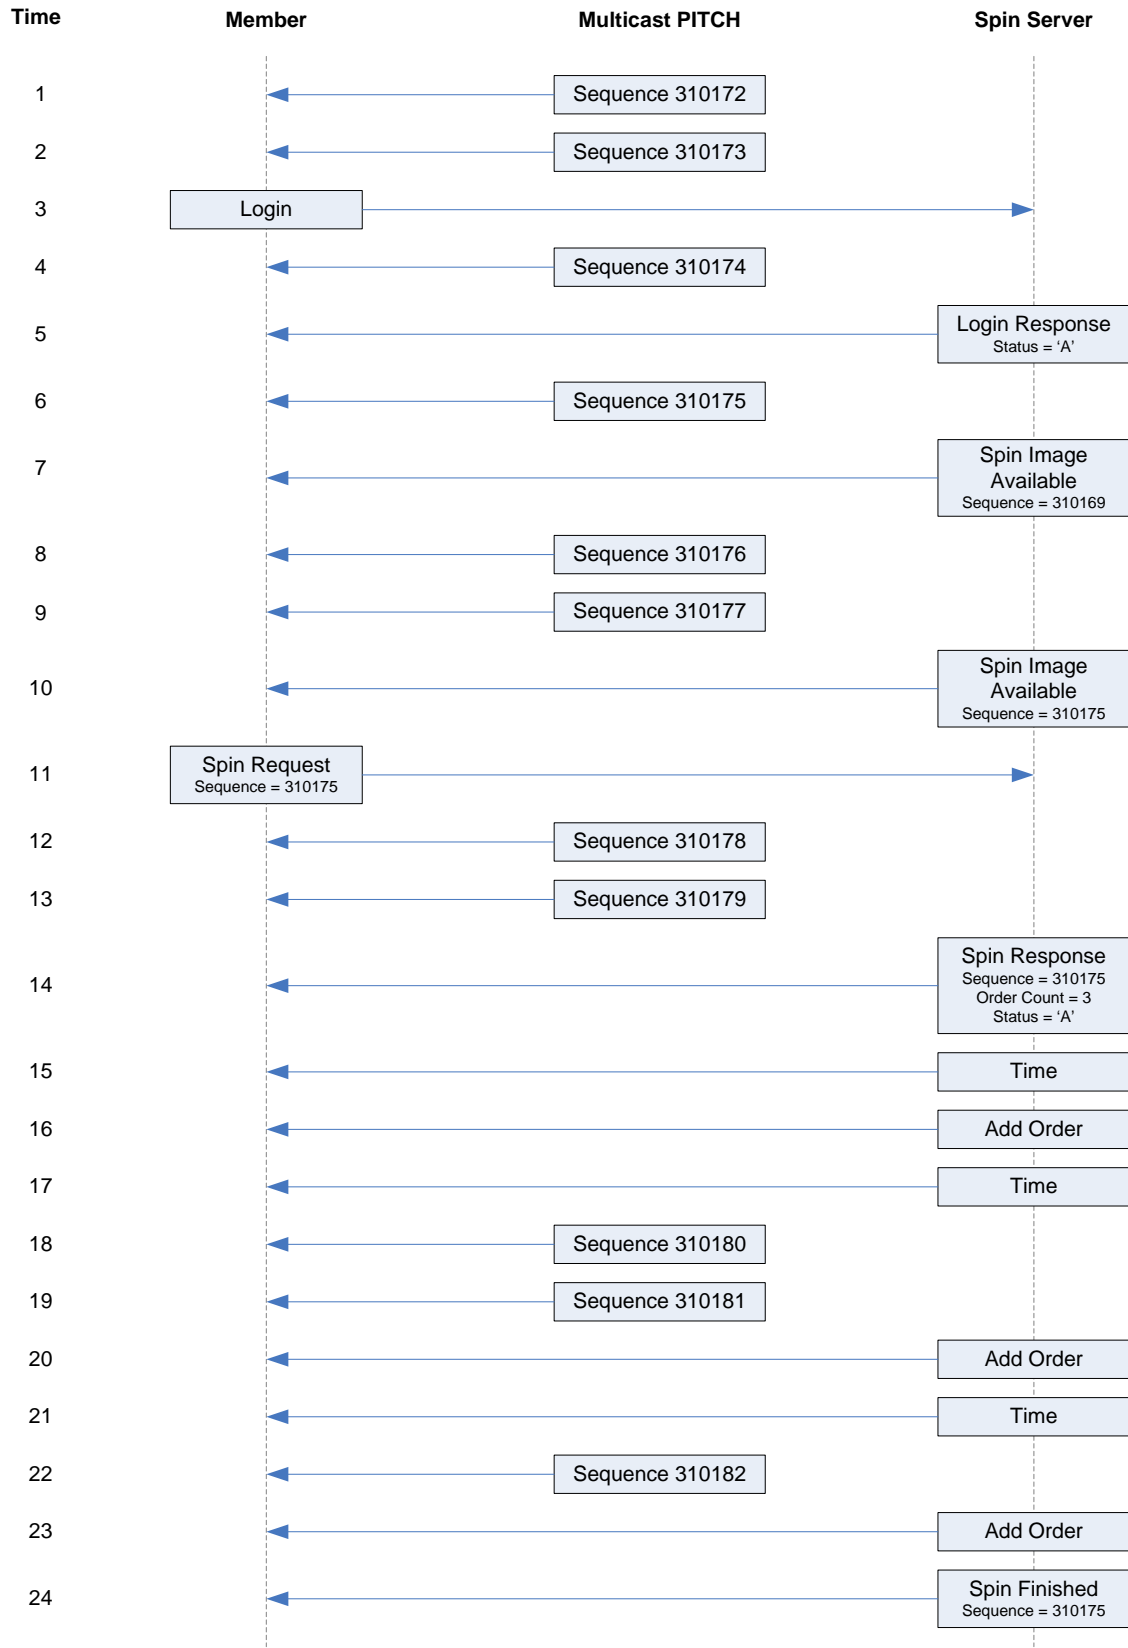 Time Member Multicast PITCH Spin Server
1 Sequence 310172
2 Sequence 310173
3 Login
4 Sequence 310174
5 Login Response
Status = ‘A’
6 Sequence 310175
7 Spin Image
Available
Sequence = 310169
8 Sequence 310176
9 Sequence 310177
10 Spin Image
Available
Sequence = 310175
11 Spin Request
Sequence = 310175
12 Sequence 310178
13 Sequence 310179
14 Spin Response
Sequence = 310175
Order Count = 3
Status = ‘A’
15 Time
16 Add Order
17 Time
18 Sequence 310180
19 Sequence 310181
20 Add Order
21 Time
22 Sequence 310182
23 Add Order
24 Spin Finished
Sequence = 310175